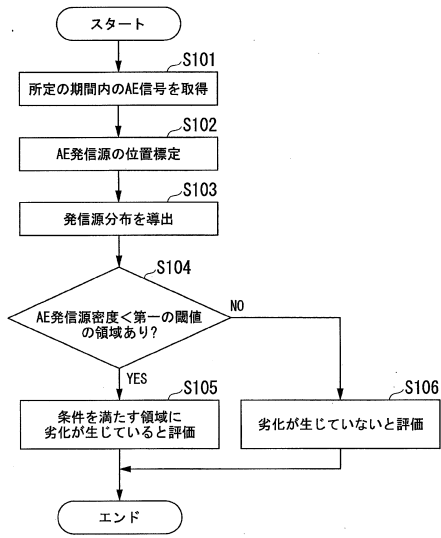 スタート
S101
所定の期間内のAE信号を取得
S102
AE発信源の位置標定
S103
発信源分布を導出
S104
AE発信源密度<第一の閾値
の領域あり?
NO
YES
S105
条件を満たす領域に
劣化が生じていると評価
S106
劣化が生じていないと評価
エンド